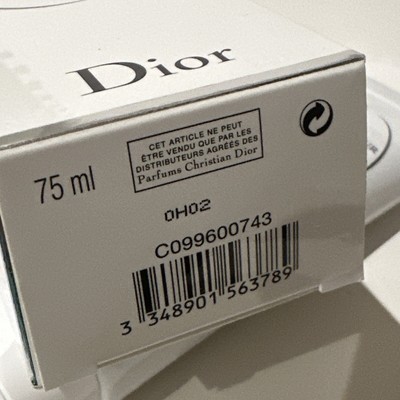 Dior
CET ARTICLE NE PEUT
ÊTRE VENDU QUE PAR LES
DISTRIBUTEURS AGRÉÉS DES
Parfums Christian Dior
75 ml
0H02
C099600743
3 348901 563789